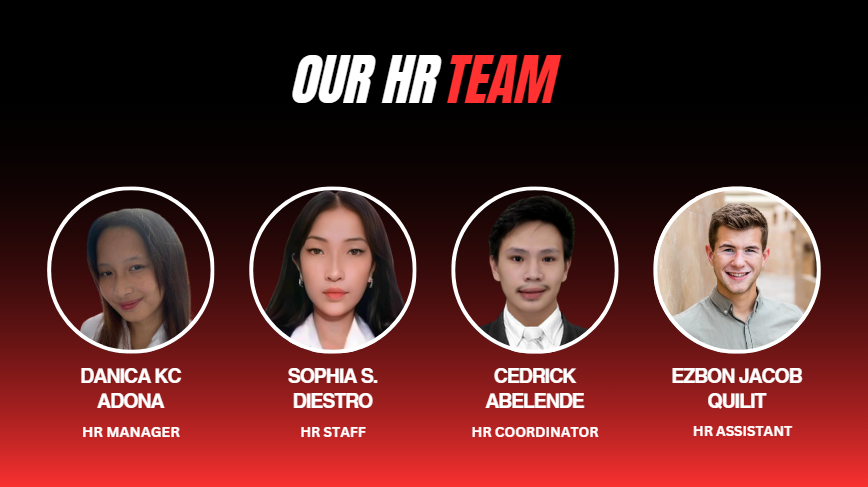 OUR HR TEAM
DANICA KC
ADONA
HR MANAGER
SOPHIA S.
DIESTRO
HR STAFF
CEDRICK
ABELENDE
HR COORDINATOR
EZBON JACOB
QUILIT
HR ASSISTANT